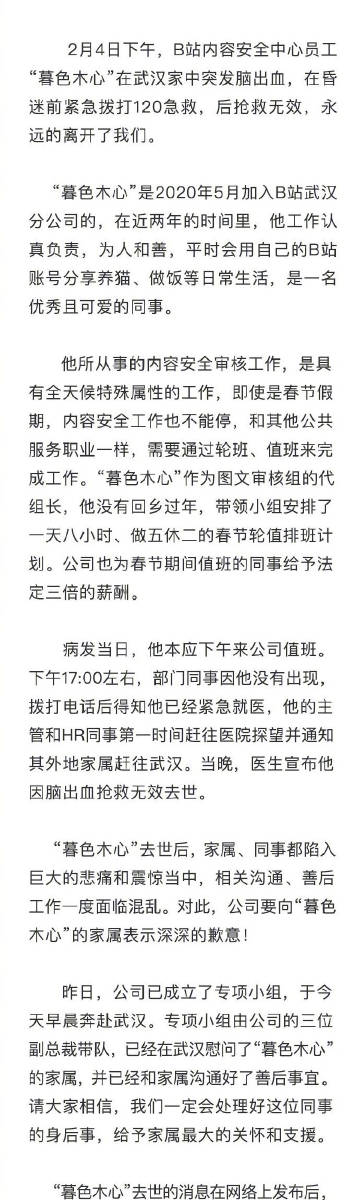 2月4日下午，B站内容安全中心员工
“暮色木心”在武汉家中突发脑出血，在昏
迷前紧急拨打120急救，后抢救无效，永
远的离开了我们。
“暮色木心”是2020年5月加入B站武汉
分公司的，在近两年的时间里，他工作认
真负责，为人和善，平时会用自己的B站
账号分享养猫、做饭等日常生活，是一名
优秀且可爱的同事。
他所从事的内容安全审核工作，是具
有全天候特殊属性的工作，即使是春节假
期，内容安全工作也不能停，和其他公共
服务职业一样，需要通过轮班、值班来完
成工作。“暮色木心”作为图文审核组的代
组长，他没有回乡过年，带领小组安排了
一天八小时、做五休二的春节轮值排班计
划。公司也为春节期间值班的同事给予法
定三倍的薪酬。
病发当日，他本应下午来公司值班。
下午17:00左右，部门同事因他没有出现，
拨打电话后得知他已经紧急就医，他的主
管和HR同事第一时间赶往医院探望并通知
其外地家属赶往武汉。当晚，医生宣布他
因脑出血抢救无效去世。
“暮色木心”去世后，家属、同事都陷入
巨大的悲痛和震惊当中，相关沟通、善后
工作一度面临混乱。对此，公司要向“暮色
木心”的家属表示深深的歉意！
昨日，公司已成立了专项小组，于今
天早晨奔赴武汉。专项小组由公司的三位
副总裁带队，已经在武汉慰问了“暮色木心”
的家属，并已经和家属沟通好了善后事宜。
请大家相信，我们一定会处理好这位同事
的身后事，给予家属最大的关怀和支援。
“暮色木心”去世的消息在网络上发布后，